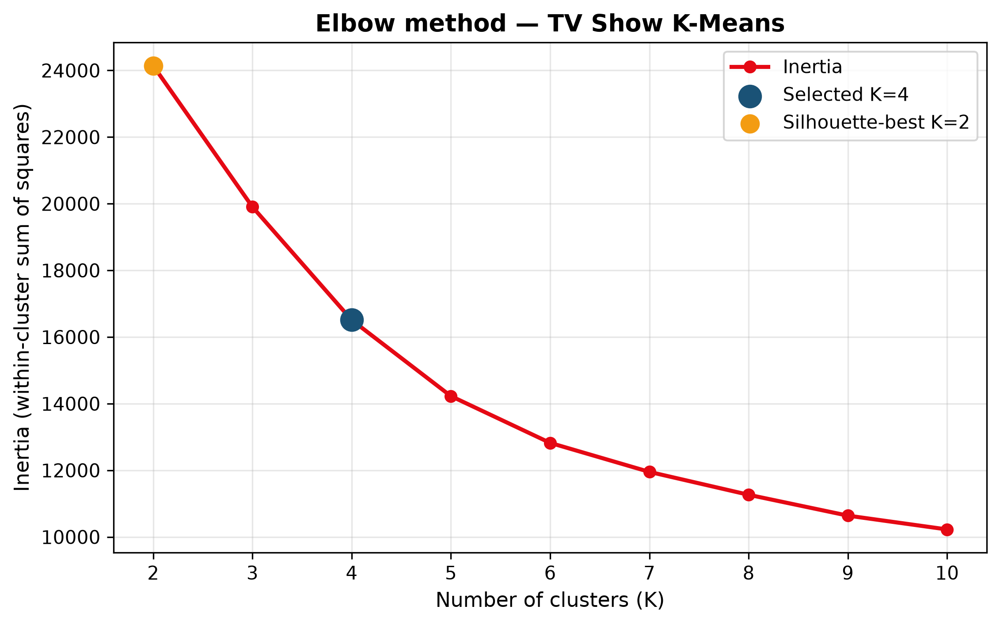 Elbow method — TV Show K-Means
Inertia
Selected K=4
Silhouette-best K=2
Inertia (within-cluster sum of squares)
24000
22000
20000
18000
16000
14000
12000
10000
2 3 4 5 6 7 8 9 10
Number of clusters (K)